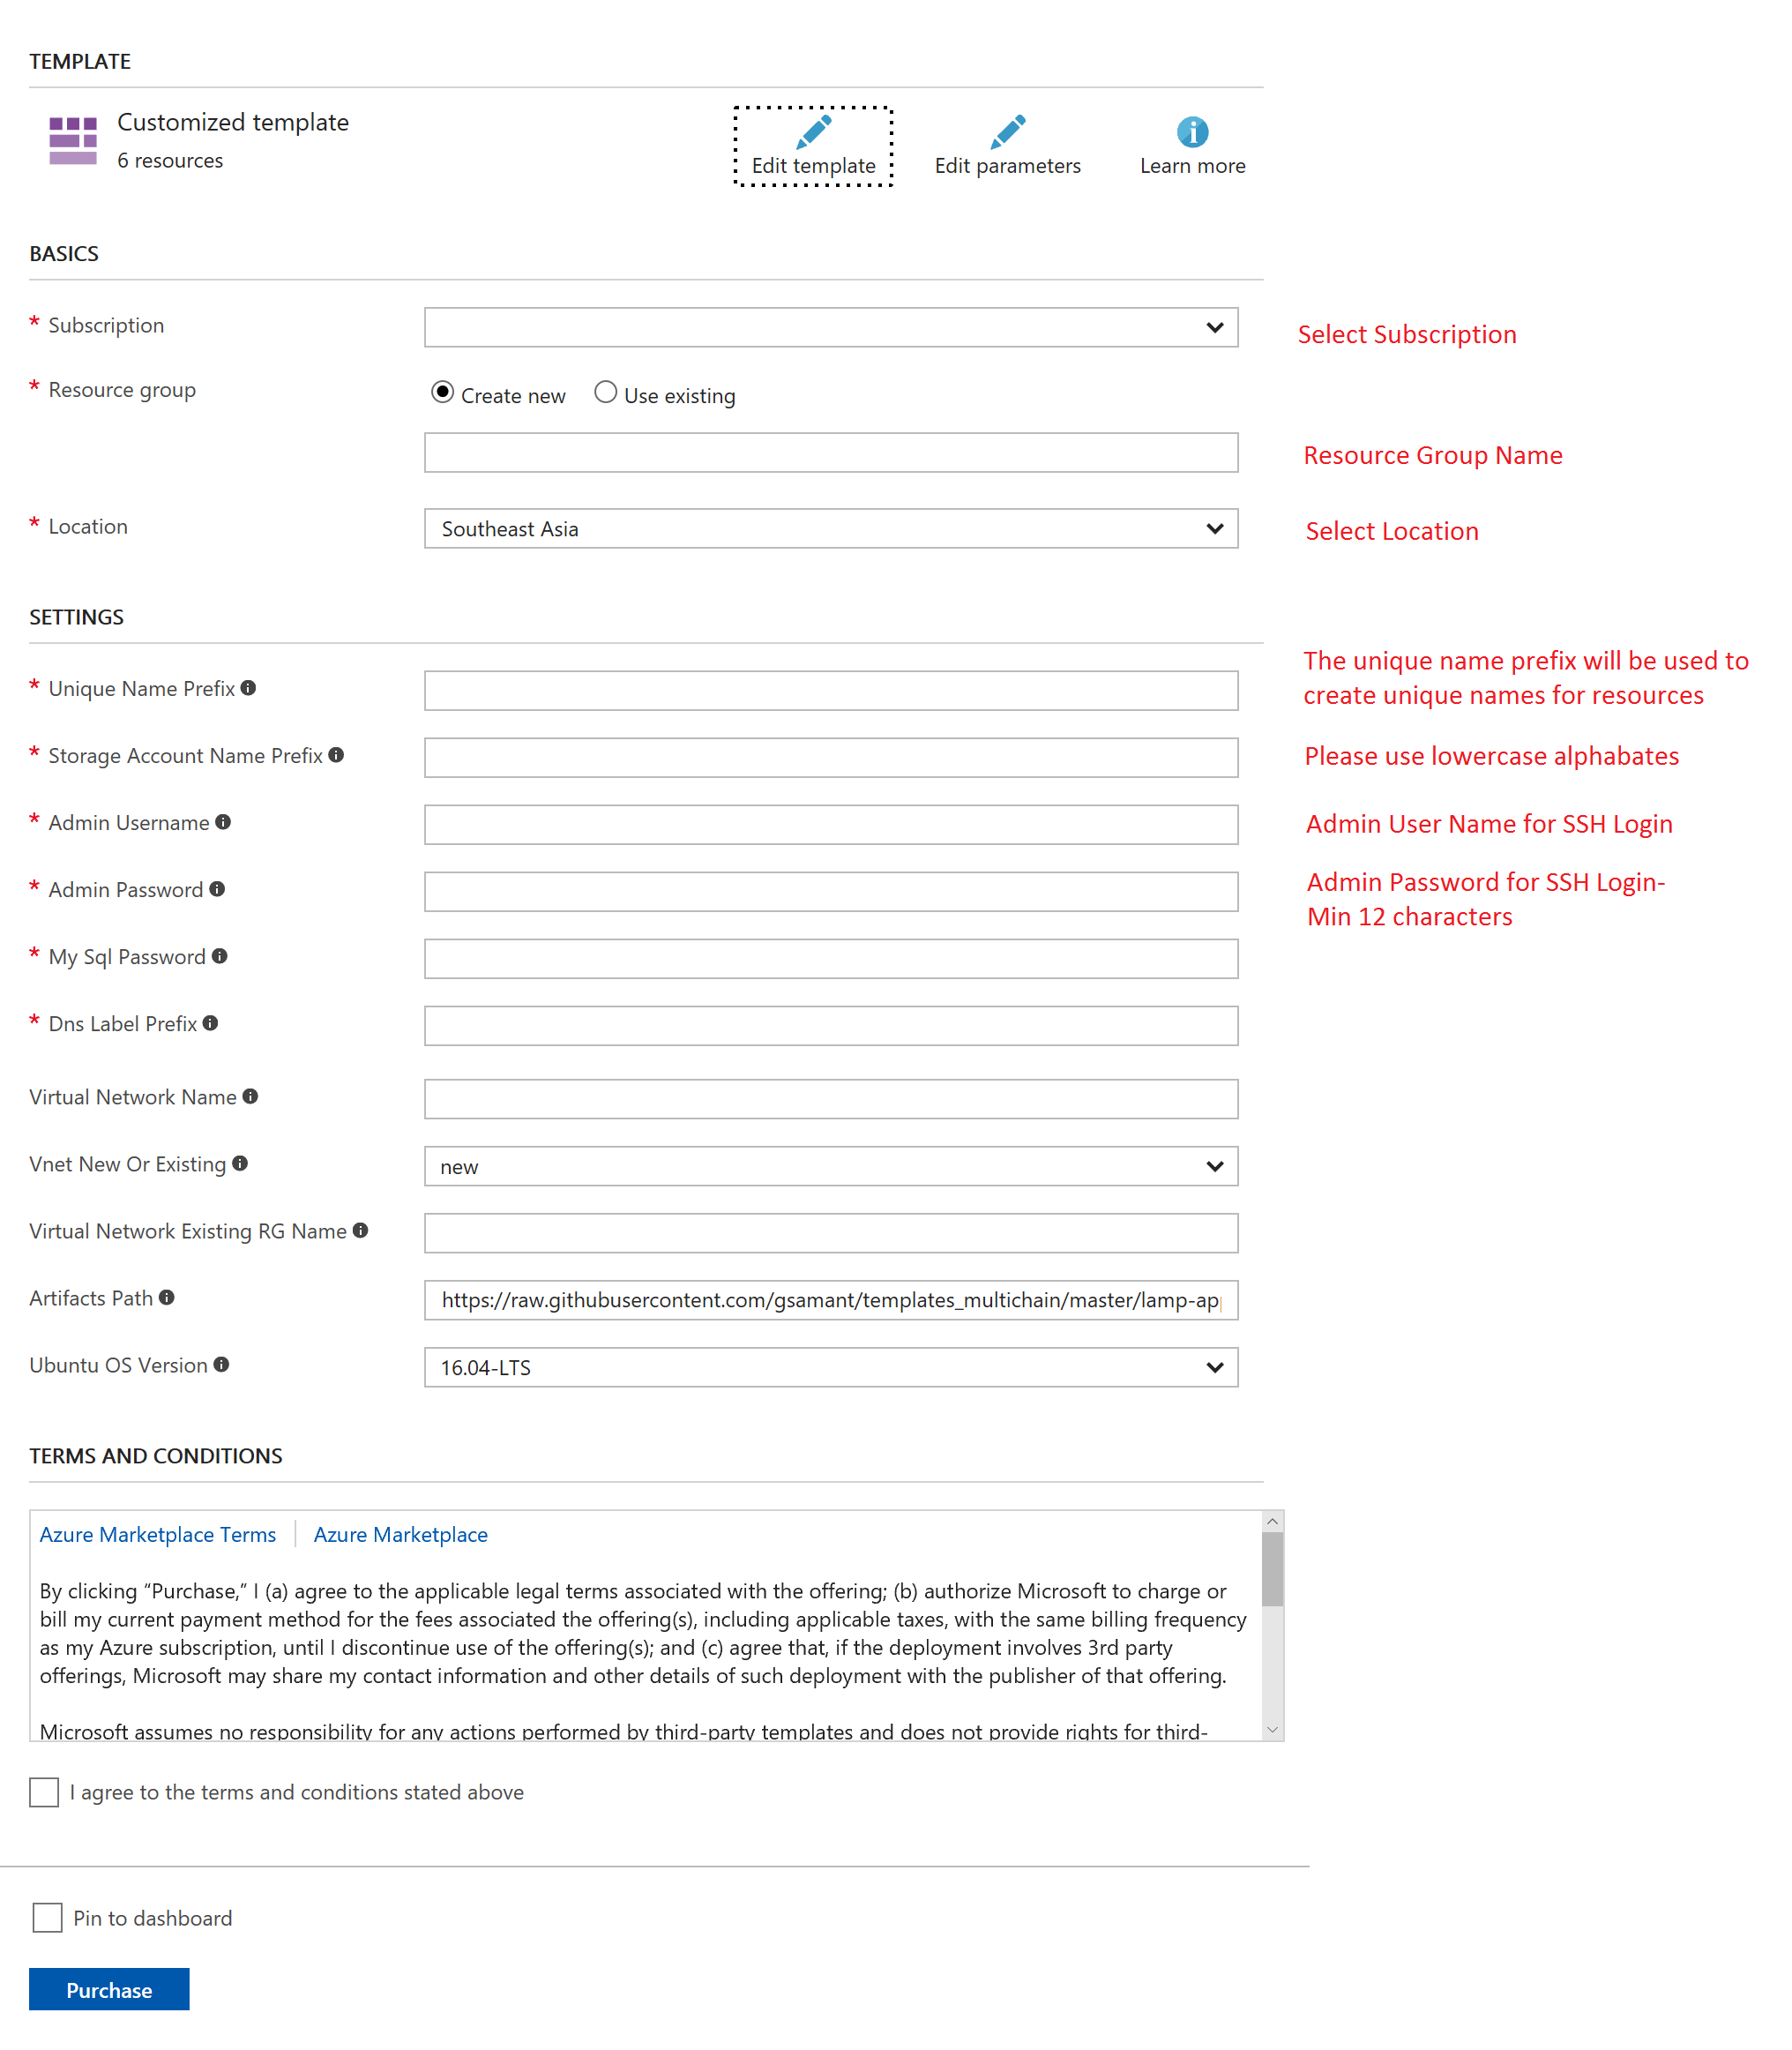 TEMPLATE
Customized template
6 resources
Edit template
Edit parameters
Learn more
BASICS
* Subscription
Select Subscription
* Resource group
Create new
Use existing
Resource Group Name
* Location
Southeast Asia
Select Location
SETTINGS
The unique name prefix will be used to
create unique names for resources
* Unique Name Prefix
* Storage Account Name Prefix
Please use lowercase alphabates
* Admin Username
Admin User Name for SSH Login
* Admin Password
Admin Password for SSH Login-
Min 12 characters
* My Sql Password
* Dns Label Prefix
Virtual Network Name
Vnet New Or Existing
new
Virtual Network Existing RG Name
Artifacts Path
https://raw.githubusercontent.com/gsamant/templates_multichain/master/lamp-ap
Ubuntu OS Version
16.04-LTS
TERMS AND CONDITIONS
Azure Marketplace Terms
Azure Marketplace
By clicking “Purchase,” I (a) agree to the applicable legal terms associated with the offering; (b) authorize Microsoft to charge or
bill my current payment method for the fees associated the offering(s), including applicable taxes, with the same billing frequency
as my Azure subscription, until I discontinue use of the offering(s); and (c) agree that, if the deployment involves 3rd party
offerings, Microsoft may share my contact information and other details of such deployment with the publisher of that offering.
Microsoft assumes no responsibility for any actions performed by third-party templates and does not provide rights for third-
I agree to the terms and conditions stated above
Pin to dashboard
Purchase